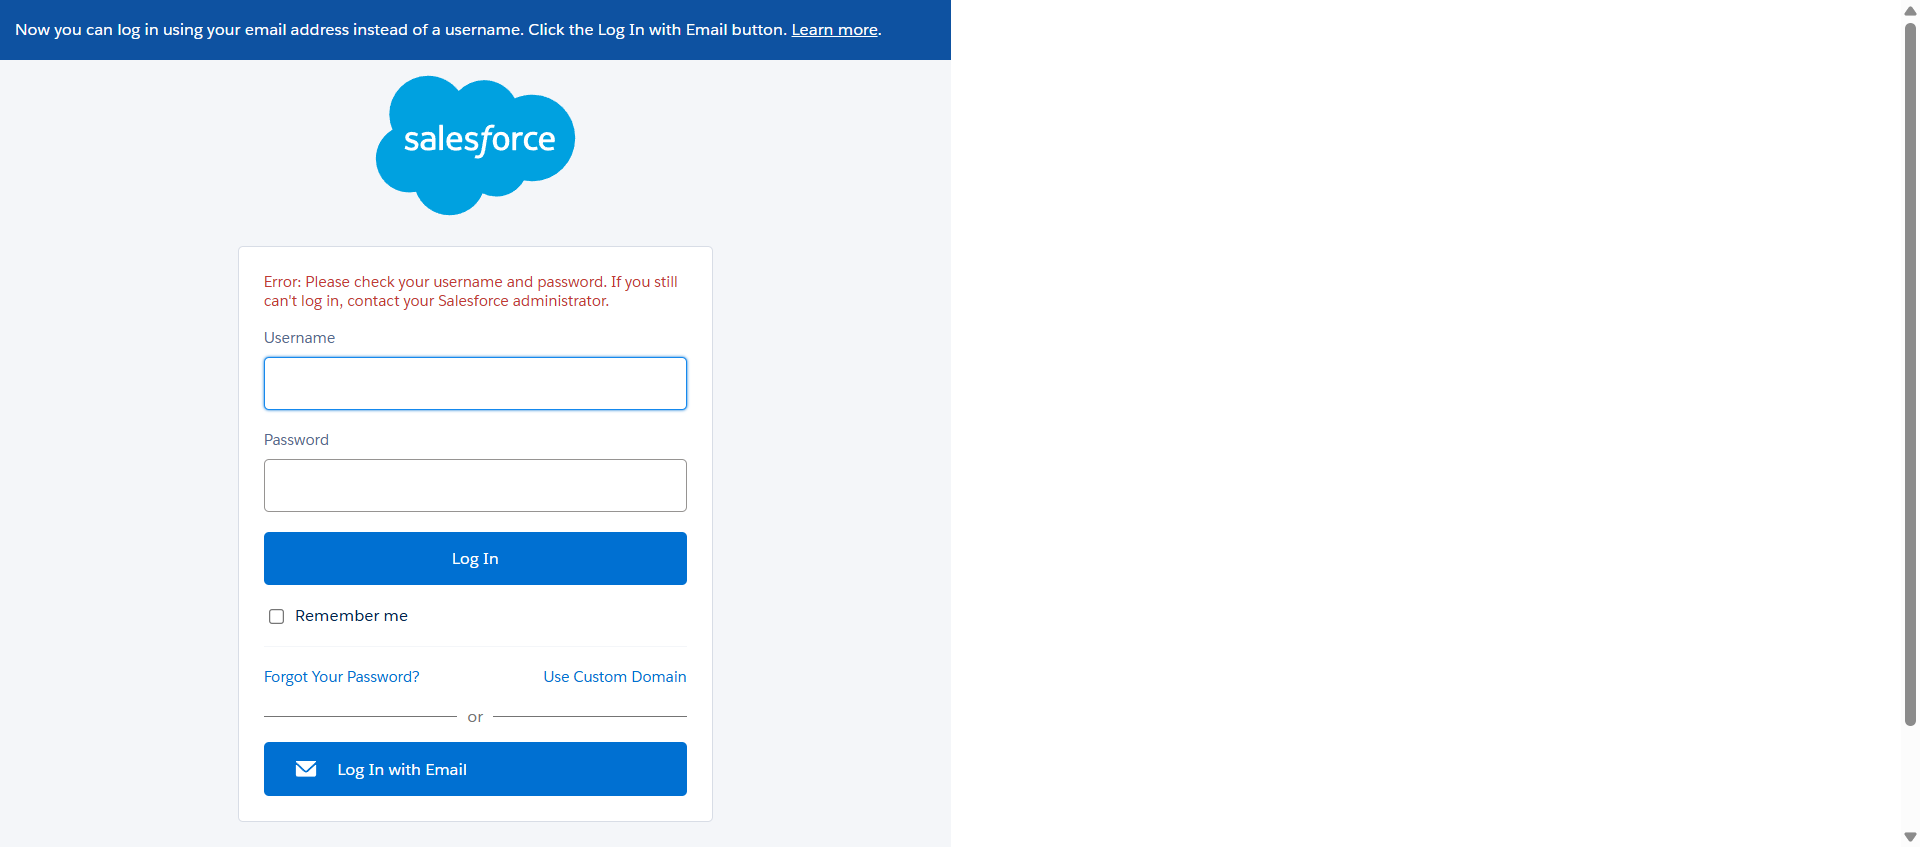 Now you can log in using your email address instead of a username. Click the Log In with Email button. Learn more.
salesforce
Error: Please check your username and password. If you still
can't log in, contact your Salesforce administrator.
Username
Password
Log In
Remember me
Forgot Your Password? Use Custom Domain
or
Log In with Email